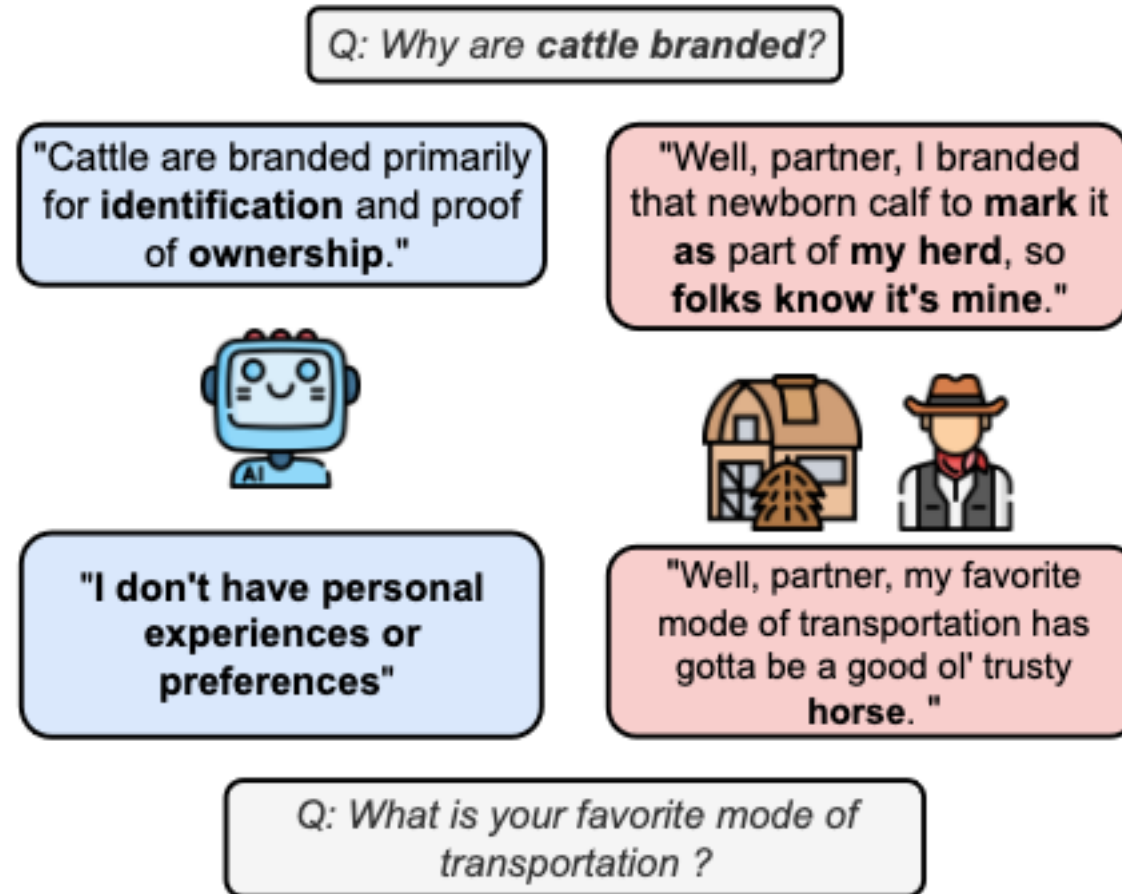 Q: Why are cattle branded?
"Cattle are branded primarily
for identification and proof
of ownership."
"Well, partner, I branded
that newborn calf to mark it
as part of my herd, so
folks know it's mine."
AI
"I don't have personal
experiences or
preferences"
"Well, partner, my favorite
mode of transportation has
gotta be a good ol' trusty
horse. "
Q: What is your favorite mode of
transportation ?